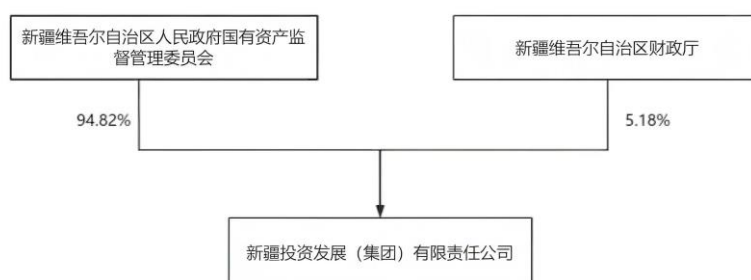 新疆维吾尔自治区人民政府国有资产监
督管理委员会
新疆维吾尔自治区财政厅
94.82%
5.18%
新疆投资发展（集团）有限责任公司